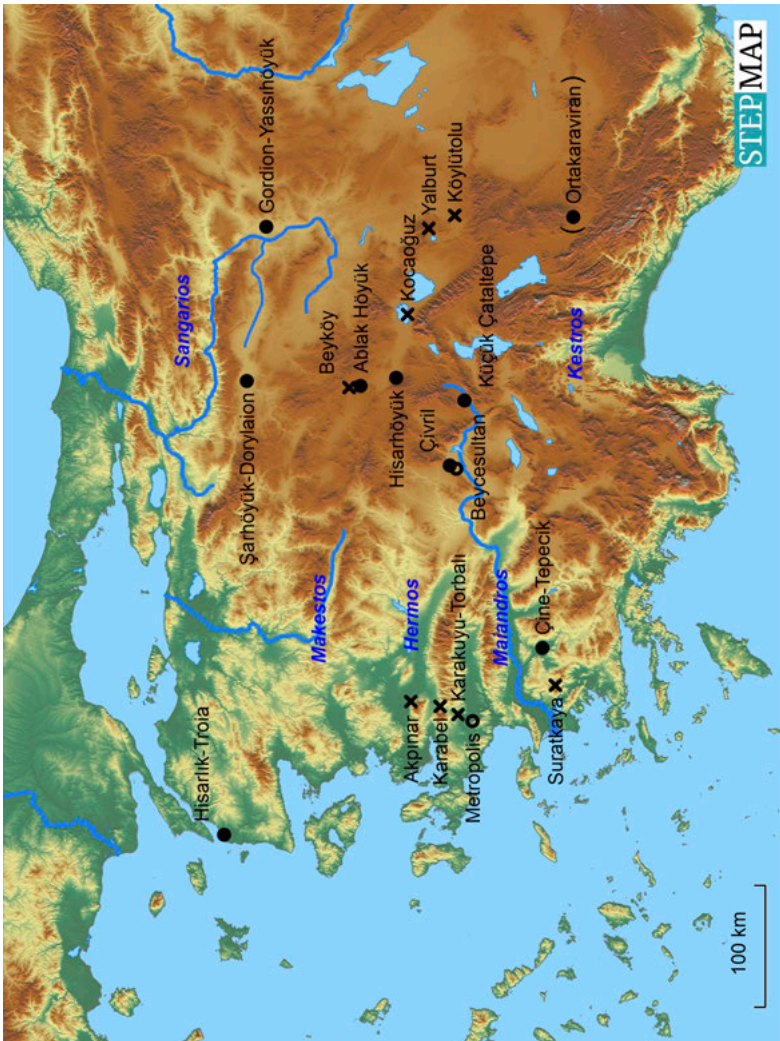 Sangarios
Gordion-Yassıhöyük
Şarhöyük-Dorylaion
Hisarlık-Troia
Makestos
Beyköy
Ablak Höyük
Hisarhöyük
Kocaoğuz
Yalburt
Köylütolu
Hermos
Akpınar
Karabel
Karakuyu-Torbalı
Metropolis
Çivril
Beycesultan
Küçük Çataltepe
Maiandros
Çine-Tepecik
Suratkaya
Kestros
( Ortakaraviran )
100 km
STEPMAP